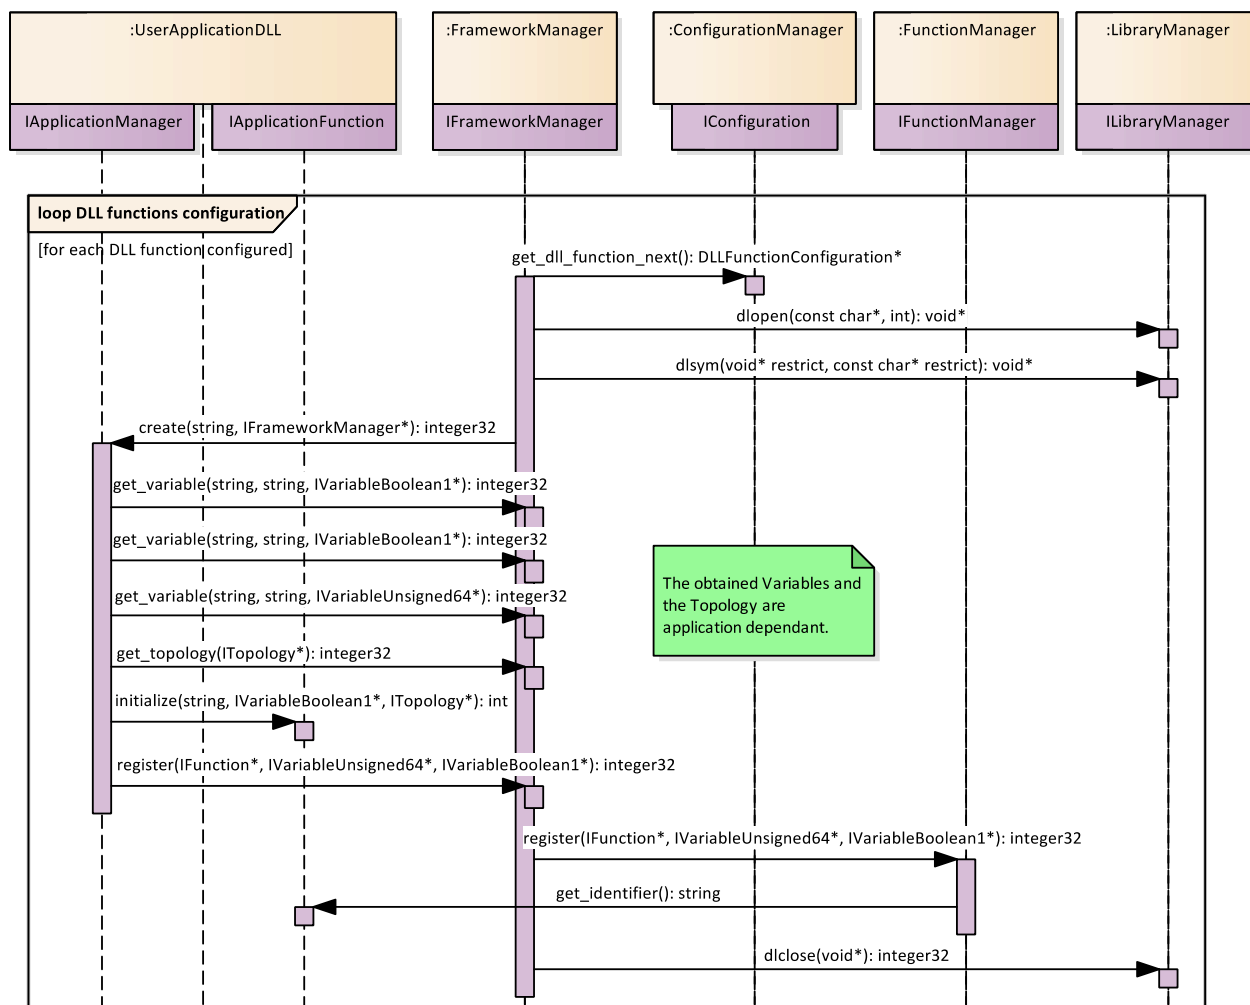 :UserApplicationDLL
:FrameworkManager
:ConfigurationManager
:FunctionManager
:LibraryManager
IApplicationManager
IApplicationFunction
IFrameworkManager
IConfiguration
IFunctionManager
ILibraryManager
loop DLL functions configuration
[for each DLL function configured]
get_dll_function_next(): DLLFunctionConfiguration*
dlopen(const char*, int): void*
dlsym(void* restrict, const char* restrict): void*
create(string, IFrameworkManager*): integer32
get_variable(string, string, IVariableBoolean1*): integer32
get_variable(string, string, IVariableBoolean1*): integer32
The obtained Variables and
the Topology are
application dependant.
get_variable(string, string, IVariableUnsigned64*): integer32
get_topology(ITopology*): integer32
initialize(string, IVariableBoolean1*, ITopology*): int
register(IFunction*, IVariableUnsigned64*, IVariableBoolean1*): integer32
register(IFunction*, IVariableUnsigned64*, IVariableBoolean1*): integer32
get_identifier(): string
dlclose(void*): integer32